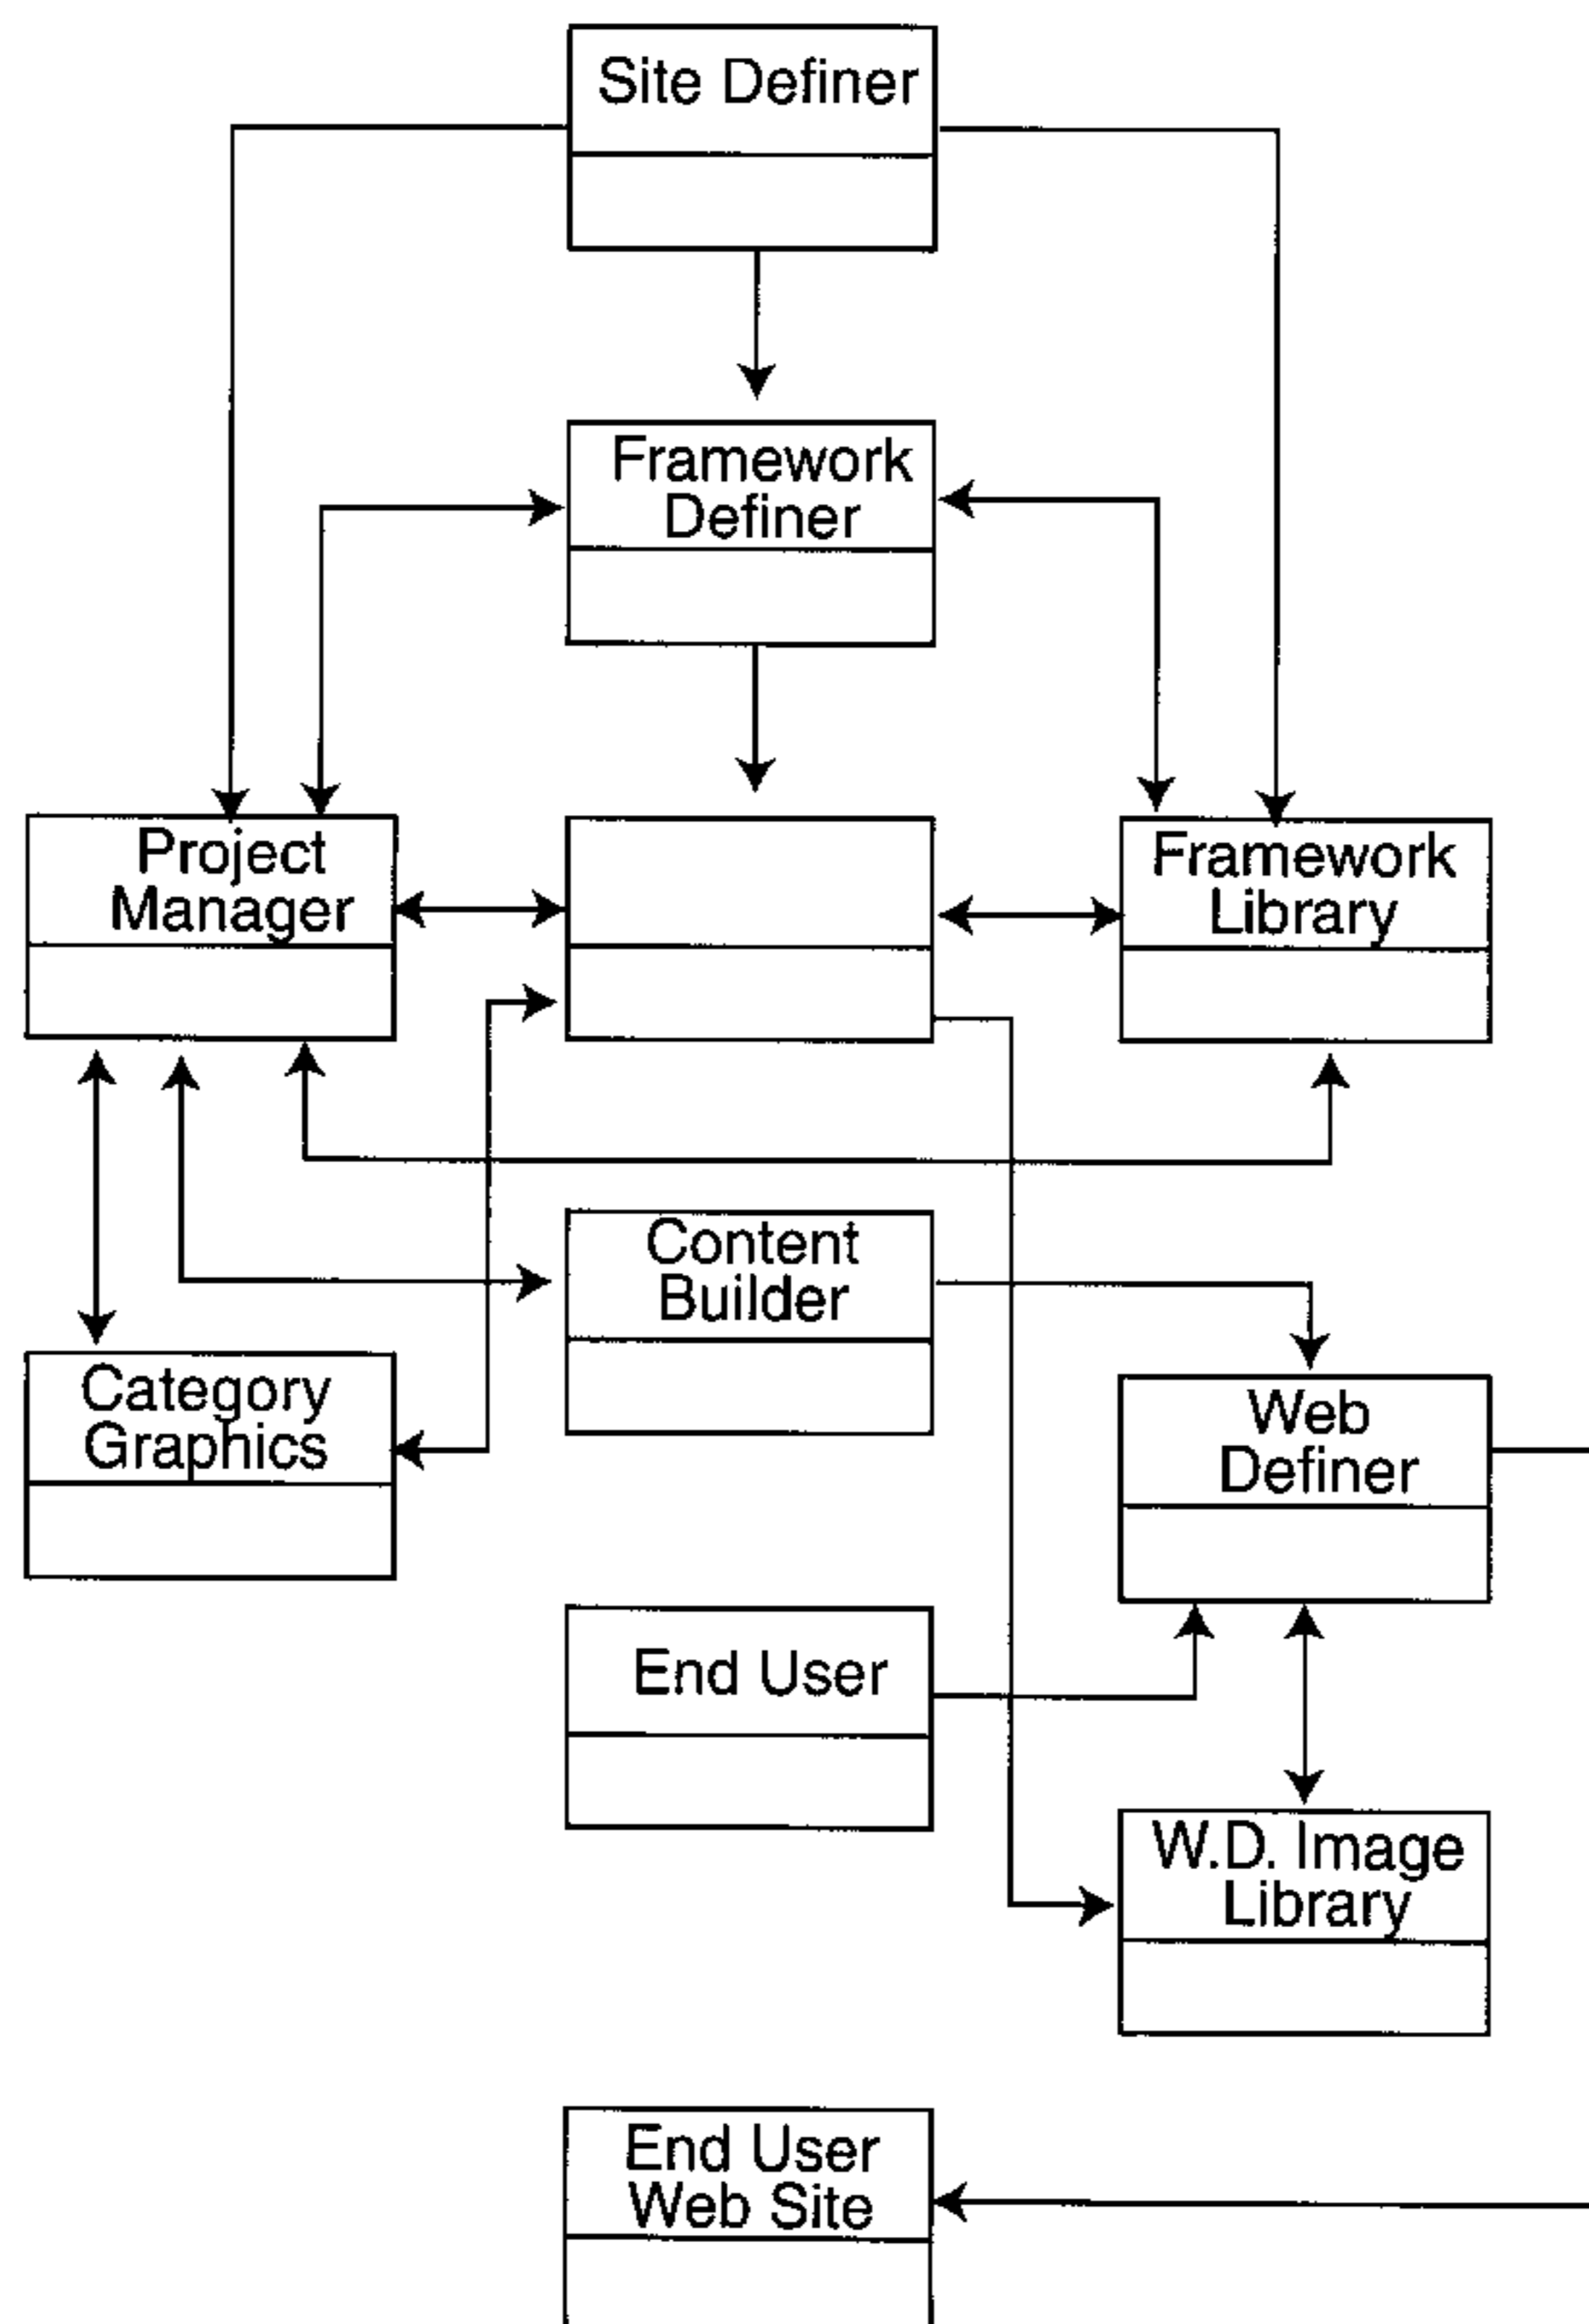 Site Definer
Framework
Definer
Project
Manager
Framework
Library
Content
Builder
Category
Graphics
Web
Definer
End User
W.D. Image
Library
End User
Web Site